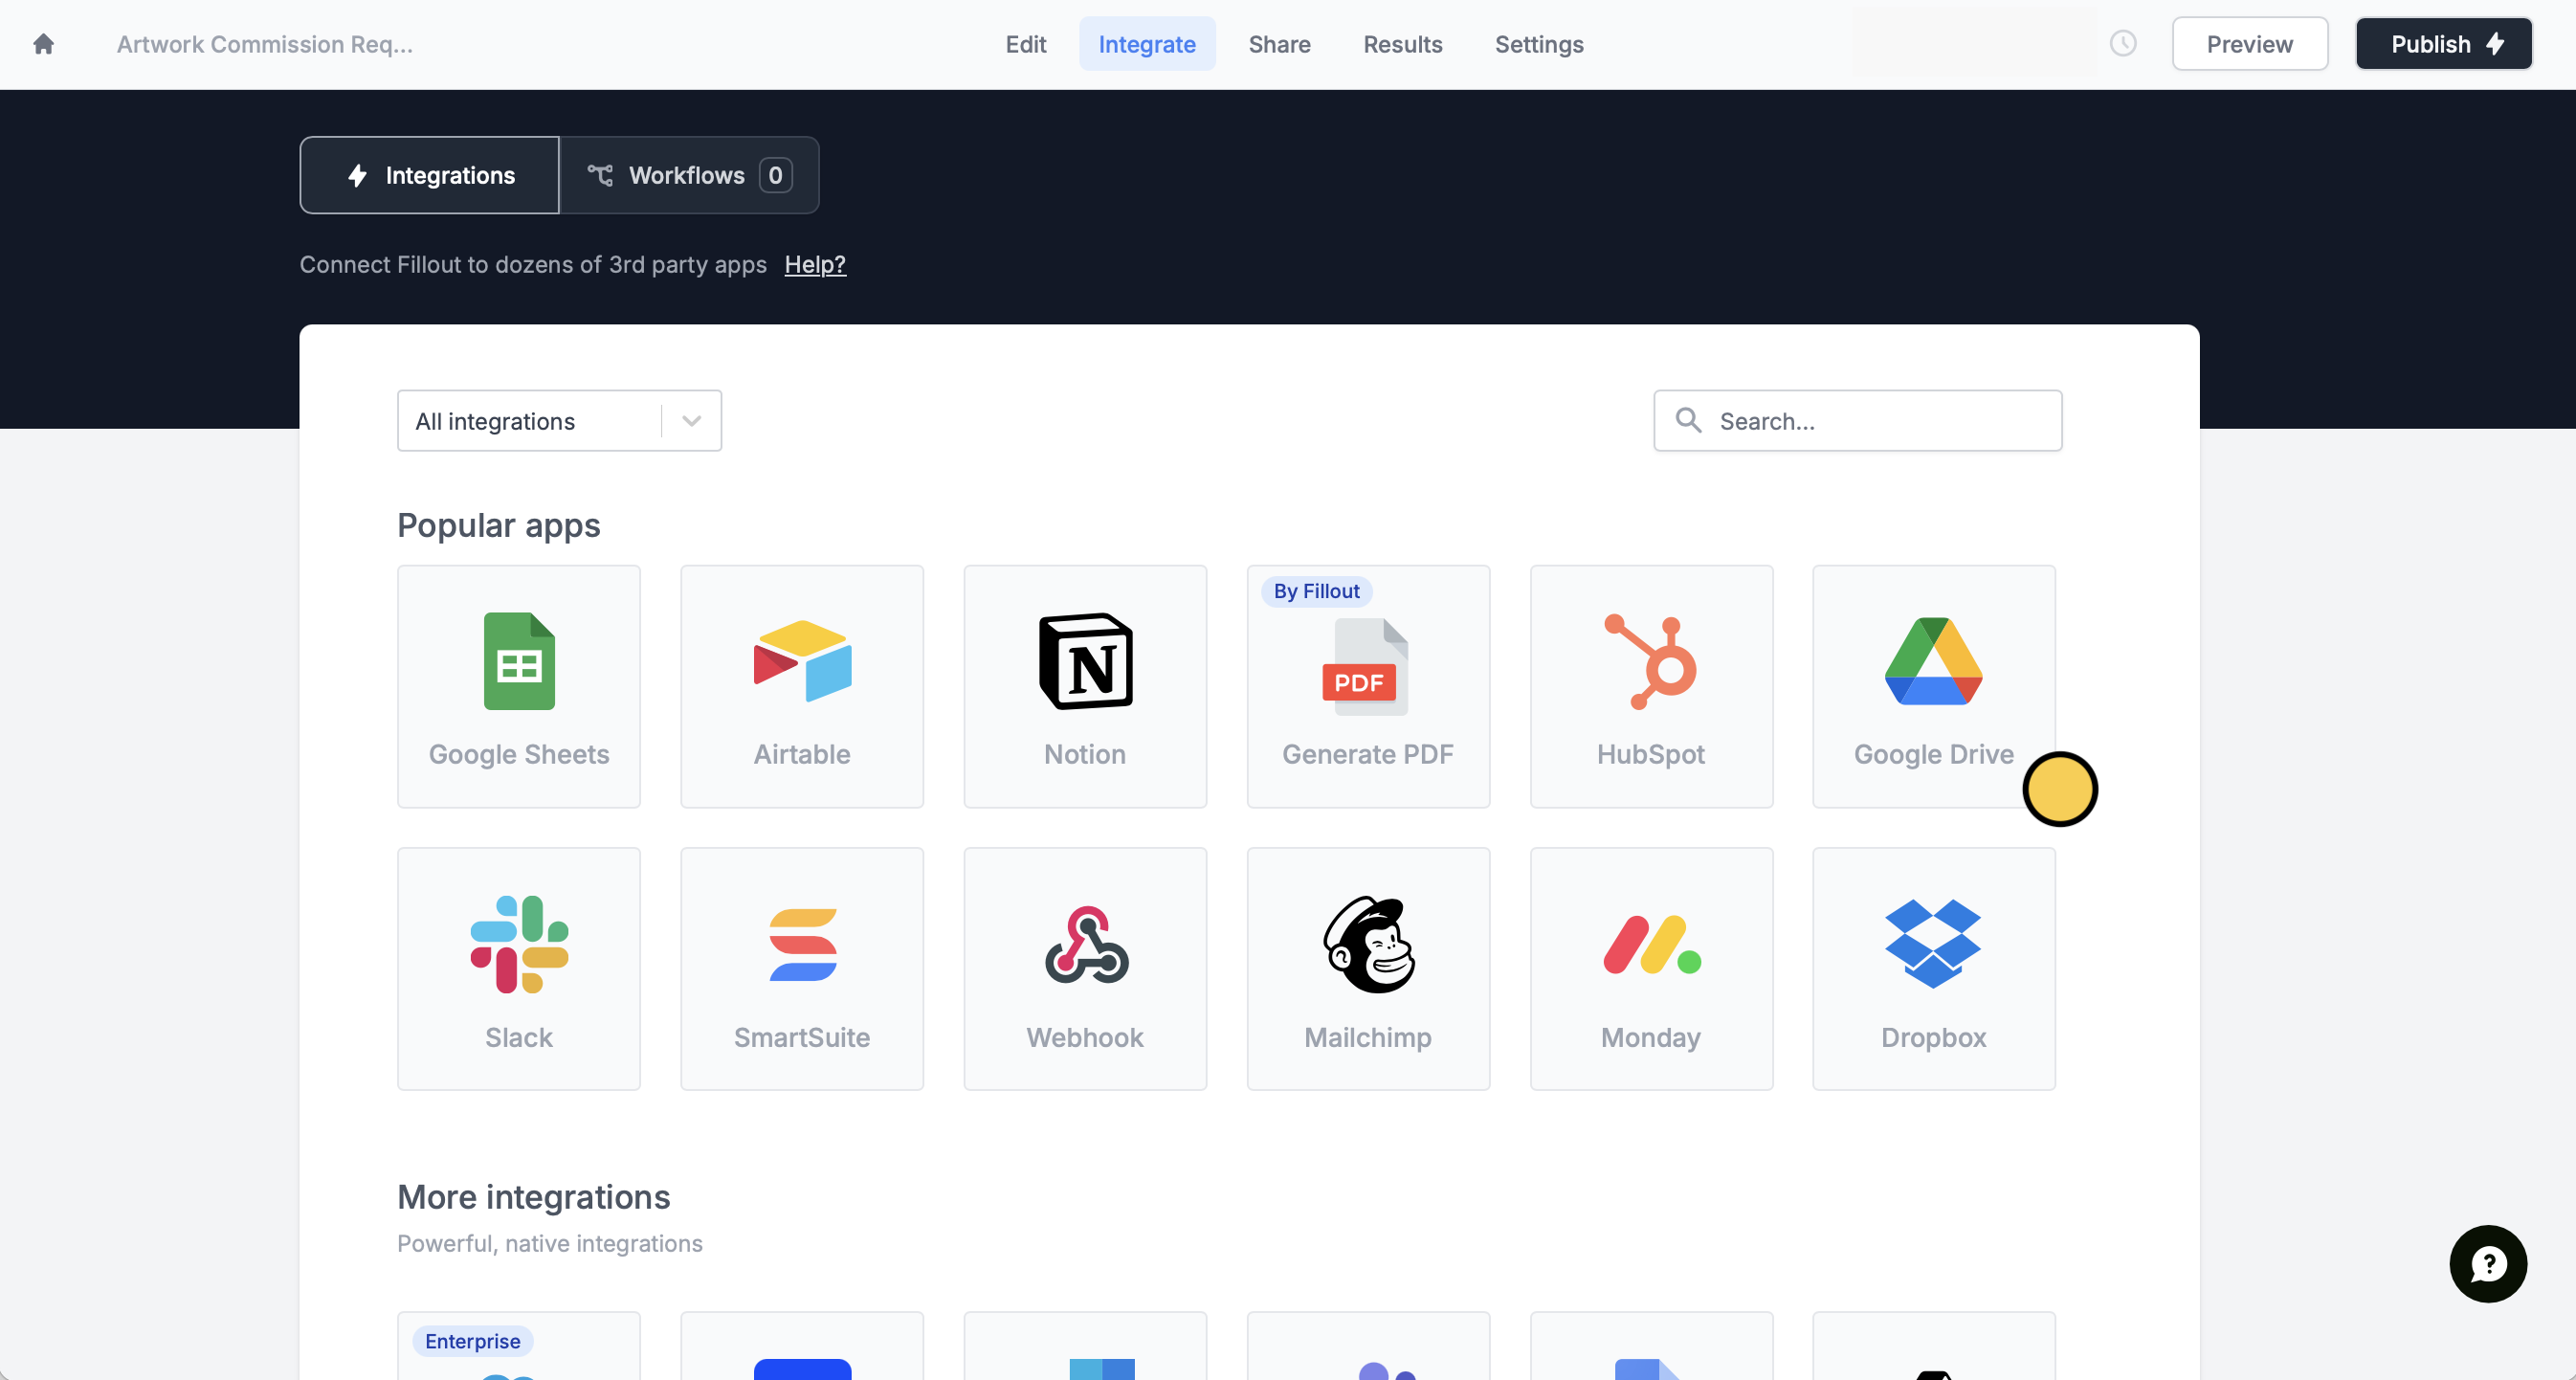 Artwork Commission Req...
Edit
Integrate
Share
Results
Settings
Preview
Publish
Integrations
Workflows 0
Connect Fillout to dozens of 3rd party apps Help?
All integrations
Search...
Popular apps
By Fillout
N
PDF
Google Sheets
Airtable
Notion
Generate PDF
HubSpot
Google Drive
Slack
SmartSuite
Webhook
Mailchimp
Monday
Dropbox
More integrations
Powerful, native integrations
Enterprise